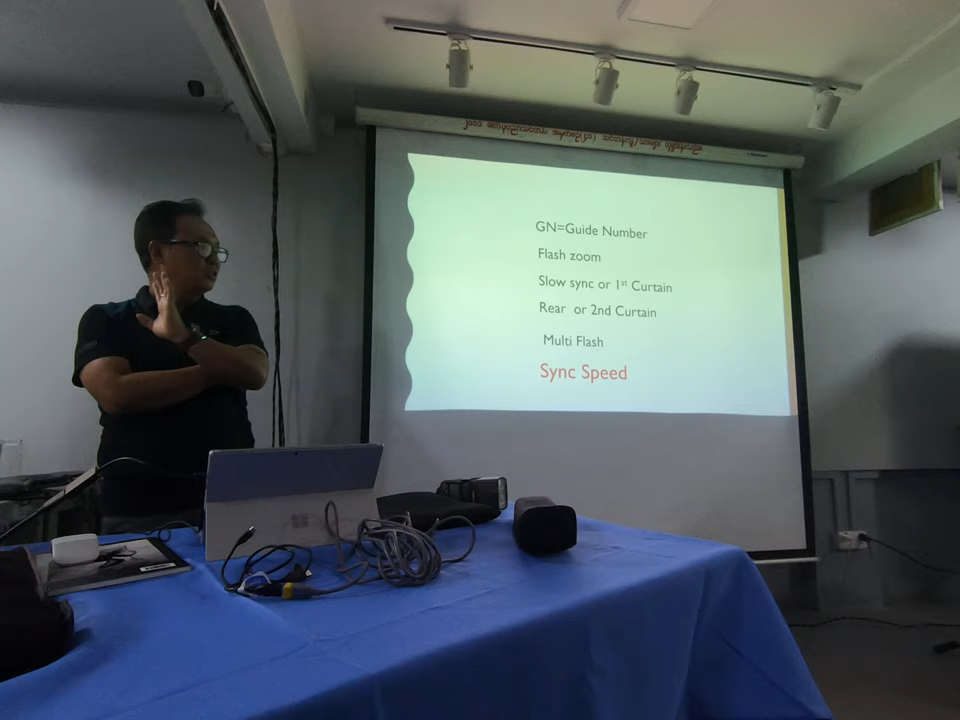 GN=Guide Number
Flash zoom
Slow sync or 1st Curtain
Rear or 2nd Curtain
Multi Flash
Sync Speed